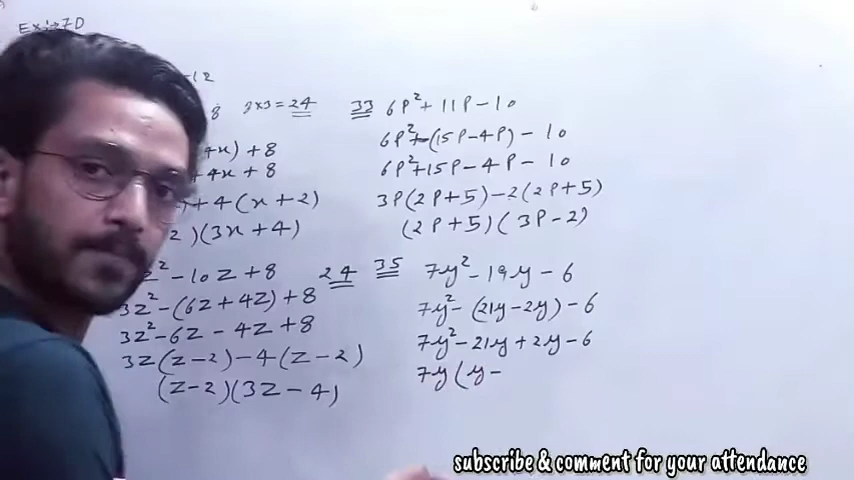 Ex:- 7D
-12
8 8×3=24
4x) + 8
+4x + 8
) + 4(x + 2)
2)(3x + 4)
z² - 10z + 8 24
3z² - (6z + 4z) + 8
3z² - 6z - 4z + 8
3z(z - 2) - 4(z - 2)
(z - 2)(3z - 4)
33 6P² + 11P - 10
6P² + (15P - 4P) - 10
6P² + 15P - 4P - 10
3P(2P + 5) - 2(2P + 5)
(2P + 5)(3P - 2)
35 7y² - 19y - 6
7y² - (21y - 2y) - 6
7y² - 21y + 2y - 6
7y(y -
subscribe & comment for your attendance